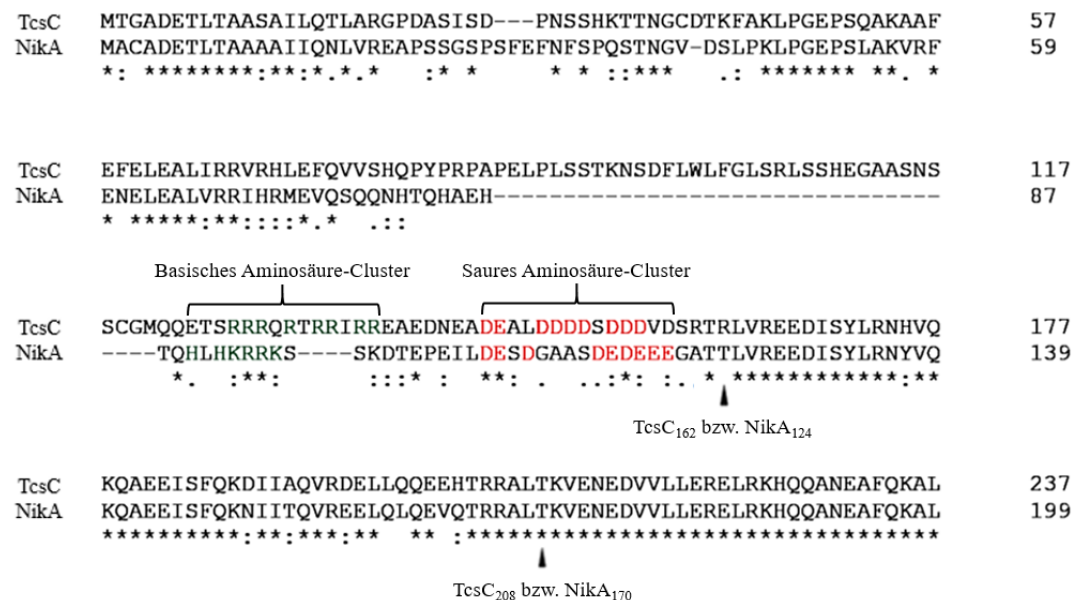 TcsC MTGADETLTAASAILQTLARGPDASISD---PNSSHKTTNGCDTKFAKLPGEPSQAKAAF 57
NikA MACADETLTAAAAIIQNLVREAPSSGSPSFEFNFSPQSTNGV-DSLPKLPGEPSLAKVRF 59
*: ********:**:*.*.* :* * * * ::*** .: ******* **. *
TcsC EFELEALIRRVRHLEFQVVSHQPYPRPAPELPLSSTKNSDFLWLFGLSRLSSHEGAASNS 117
NikA ENELEALVRRIHRMEVQSQQNHTQHAEH-------------------------------- 87
* *****:**::::*.* .::
Basisches Aminosäure-Cluster Saures Aminosäure-Cluster
TcsC SCGMQQETSRRRQRTRRIRREAEDNEADEALDDDDSDDDVDSRTRLVREEDISYLRNHVQ 177
NikA ----TQHLHKRRKS----SKDTEPEILDESDGAASDEDEEEGATTLVREEDISYLRNYVQ 139
*. :**: :::* : **: . ..:*: :. * ************:**
TcsC₁₆₂ bzw. NikA₁₂₄
TcsC KQAEEISFQKDIIAQVRDELLQQEEHTRRALTKVENEDVVLLERELRKHQQANEAFQKAL 237
NikA KQAEEISFQKNIITQVREELQLQEVQTRRALTKVENEDVVLLERELRKHQQANEAFQKAL 199
**********:**:***:** ** :*********************************
TcsC₂₀₈ bzw. NikA₁₇₀